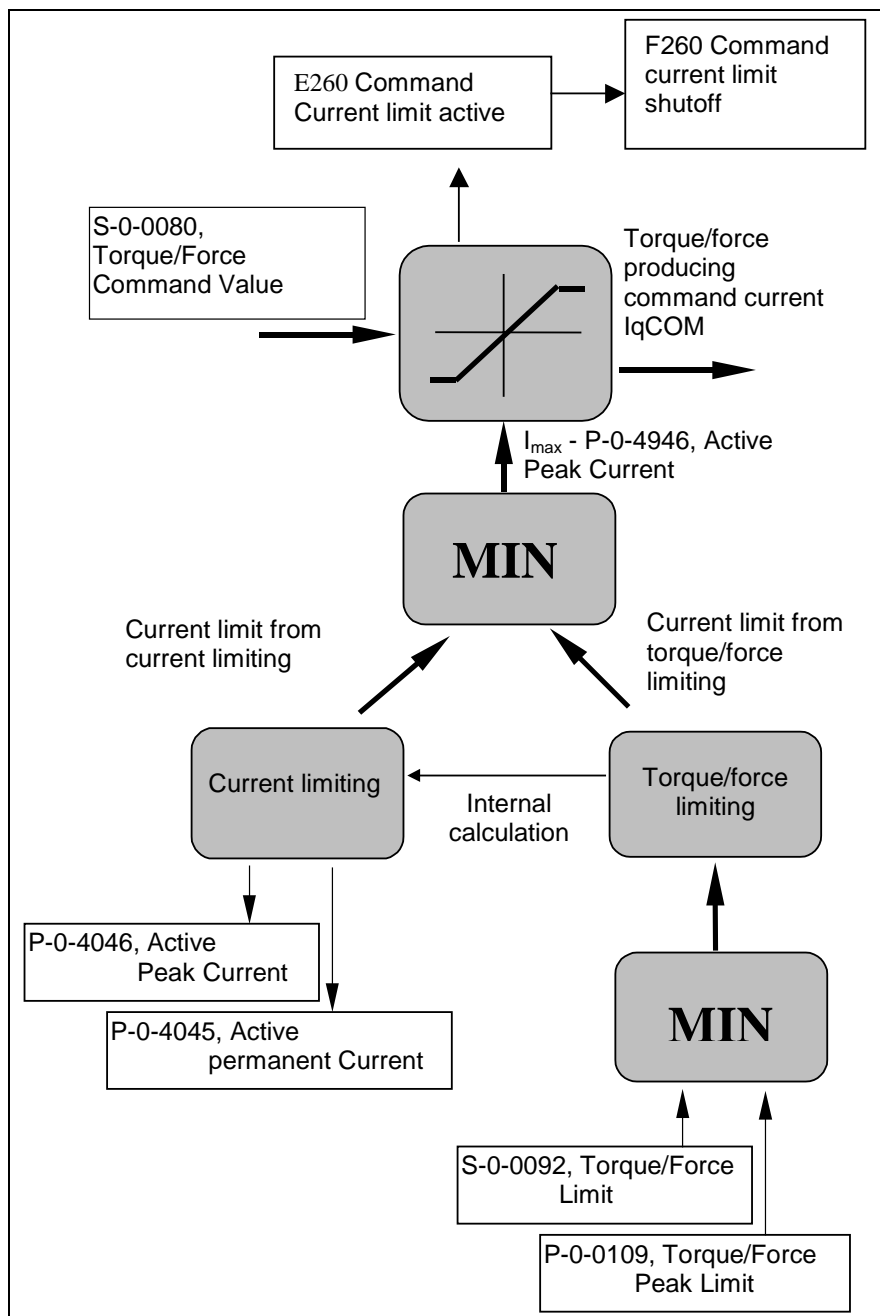 E260 Command
Current limit active
F260 Command
current limit
shutoff
S-0-0080,
Torque/Force
Command Value
Torque/force
producing
command current
IqCOM
Imax - P-0-4946, Active
Peak Current
MIN
Current limit from
current limiting
Current limit from
torque/force
limiting
Current limiting
Internal
calculation
Torque/force
limiting
P-0-4046, Active
Peak Current
P-0-4045, Active
permanent Current
MIN
S-0-0092, Torque/Force
Limit
P-0-0109, Torque/Force
Peak Limit